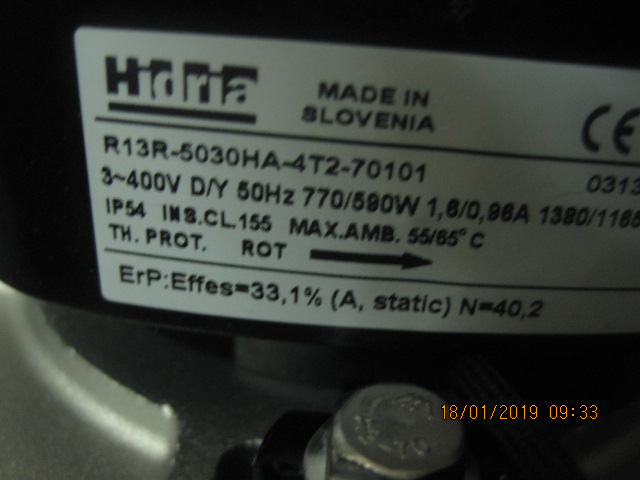 Hidria
MADE IN
SLOVENIA
CE
R13R-5030HA-4T2-70101
0313
3~400V D/Y 50Hz 770/590W 1,6/0,96A 1380/1165
IP54 INS.CL.155 MAX.AMB. 55/65°C
TH. PROT. ROT
ErP:Effes=33,1% (A, static) N=40,2
18/01/2019 09:33